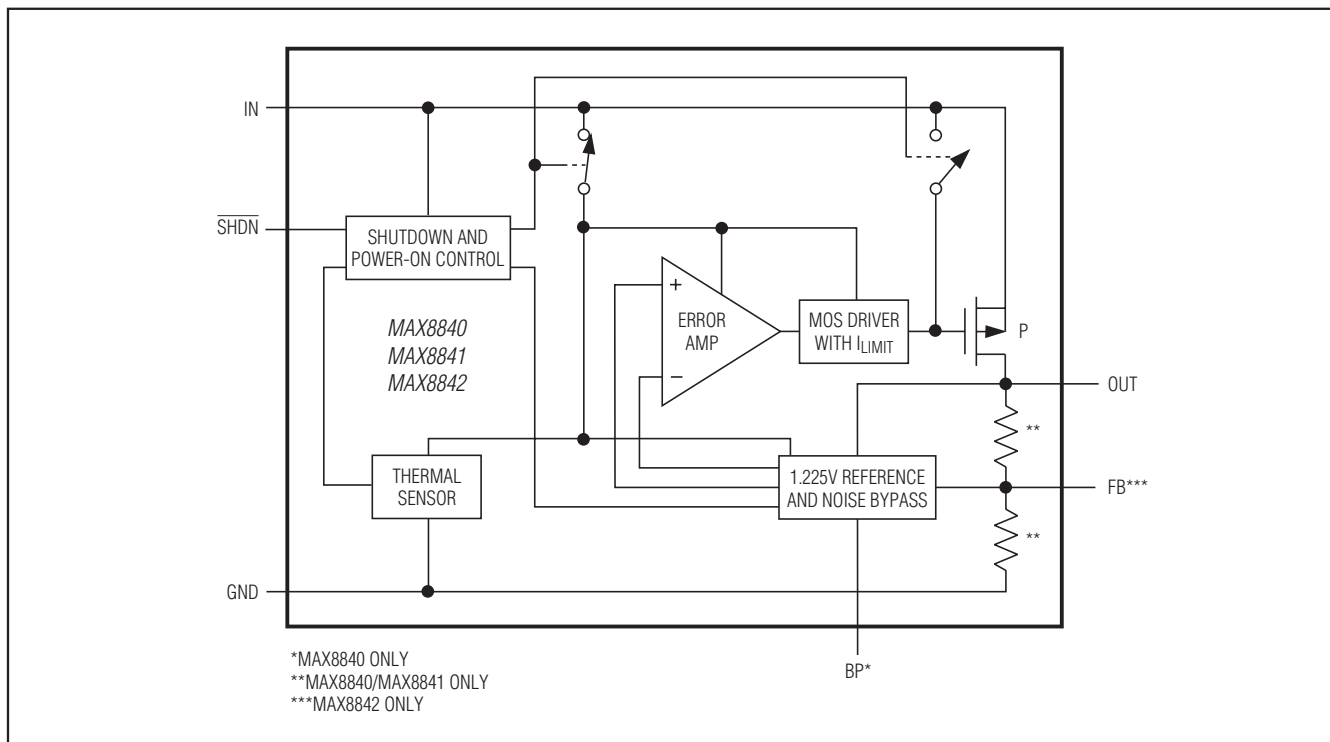 IN
SHDN
SHUTDOWN AND
POWER-ON CONTROL
MAX8840
MAX8841
MAX8842
+
ERROR
AMP
−
MOS DRIVER
WITH ILIMIT
P
OUT
**
THERMAL
SENSOR
1.225V REFERENCE
AND NOISE BYPASS
FB***
**
GND
BP*
*MAX8840 ONLY
**MAX8840/MAX8841 ONLY
***MAX8842 ONLY